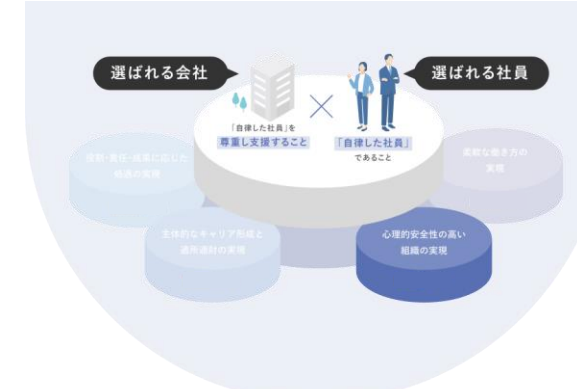 選ばれる会社
選ばれる社員
「自律した社員」を
尊重し支援すること
「自律した社員」
であること
役割・責任・成果に応じた
処遇の実現
柔軟な働き方の
実現
主体的なキャリア形成と
適所適財の実現
心理的安全性の高い
組織の実現